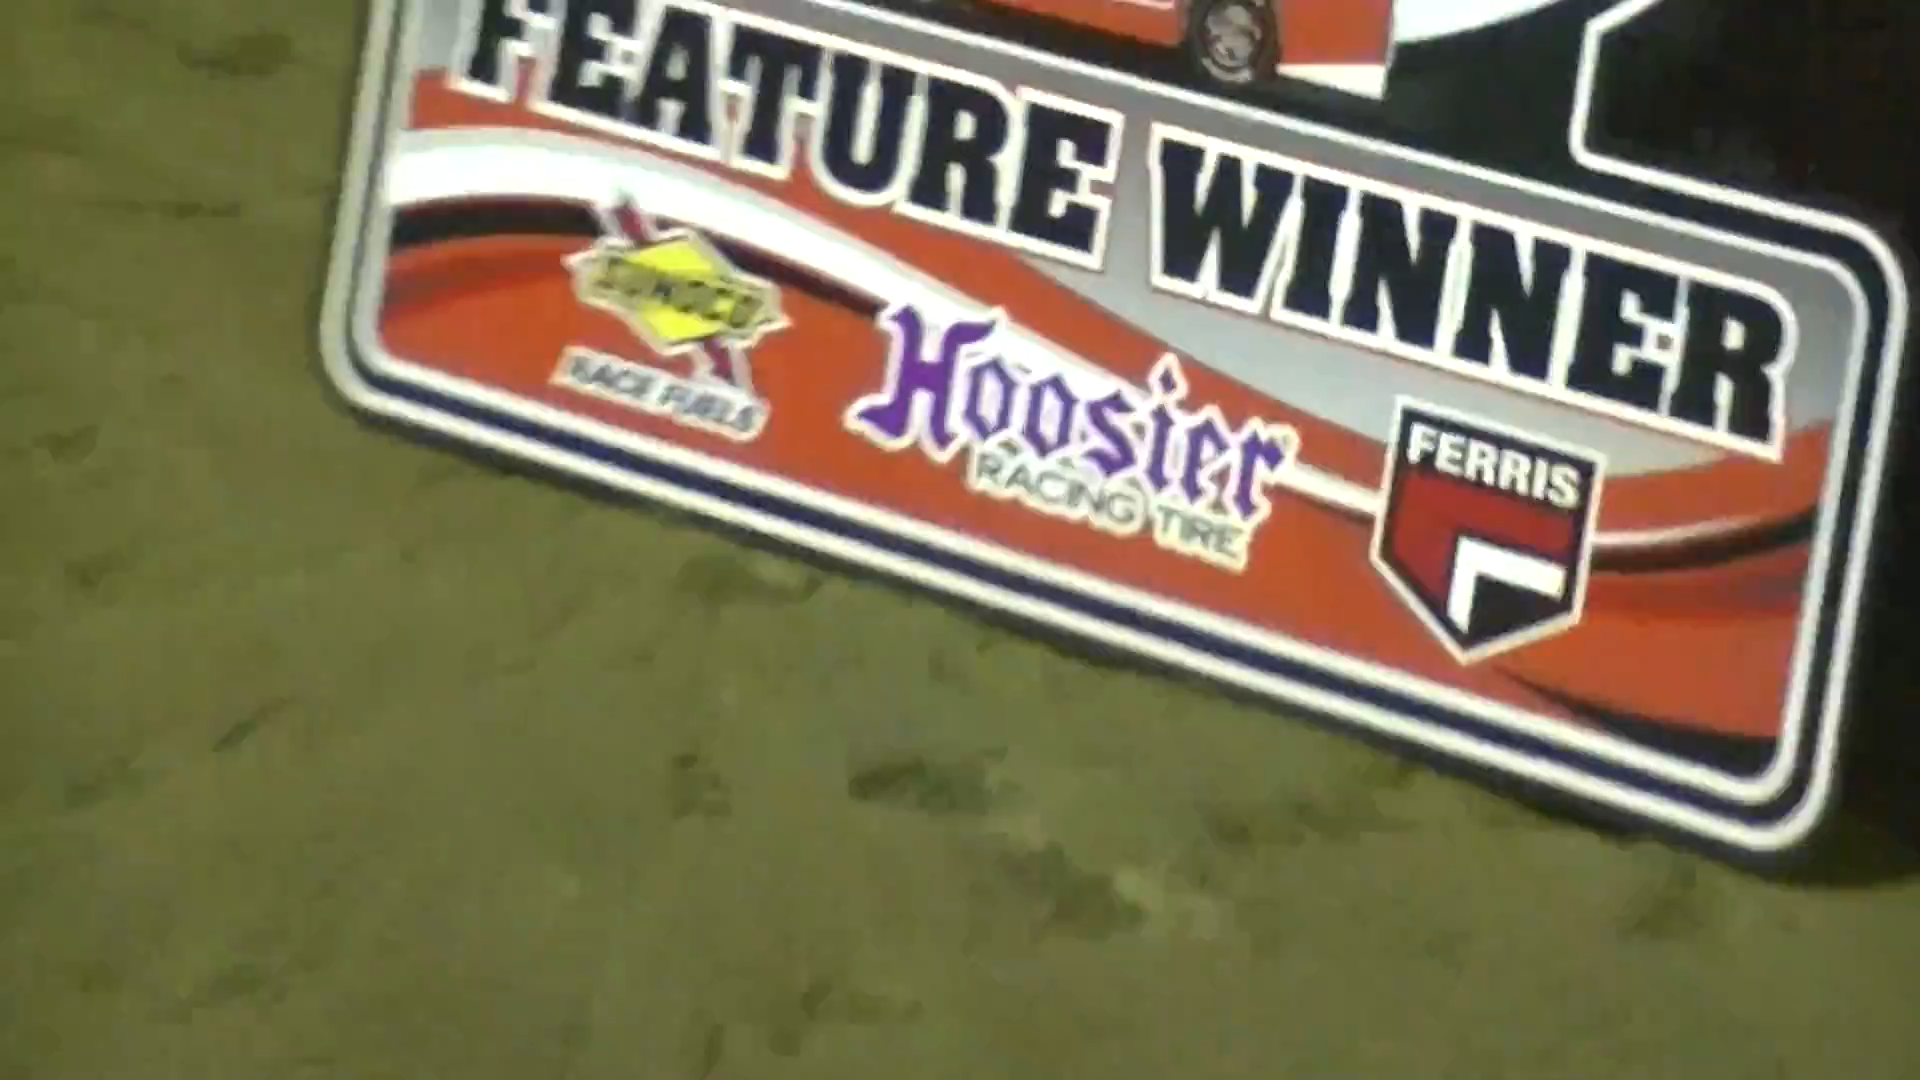 FEATURE WINNER
SUNOCO
RACE FUELS
Hoosier
RACING TIRE
FERRIS